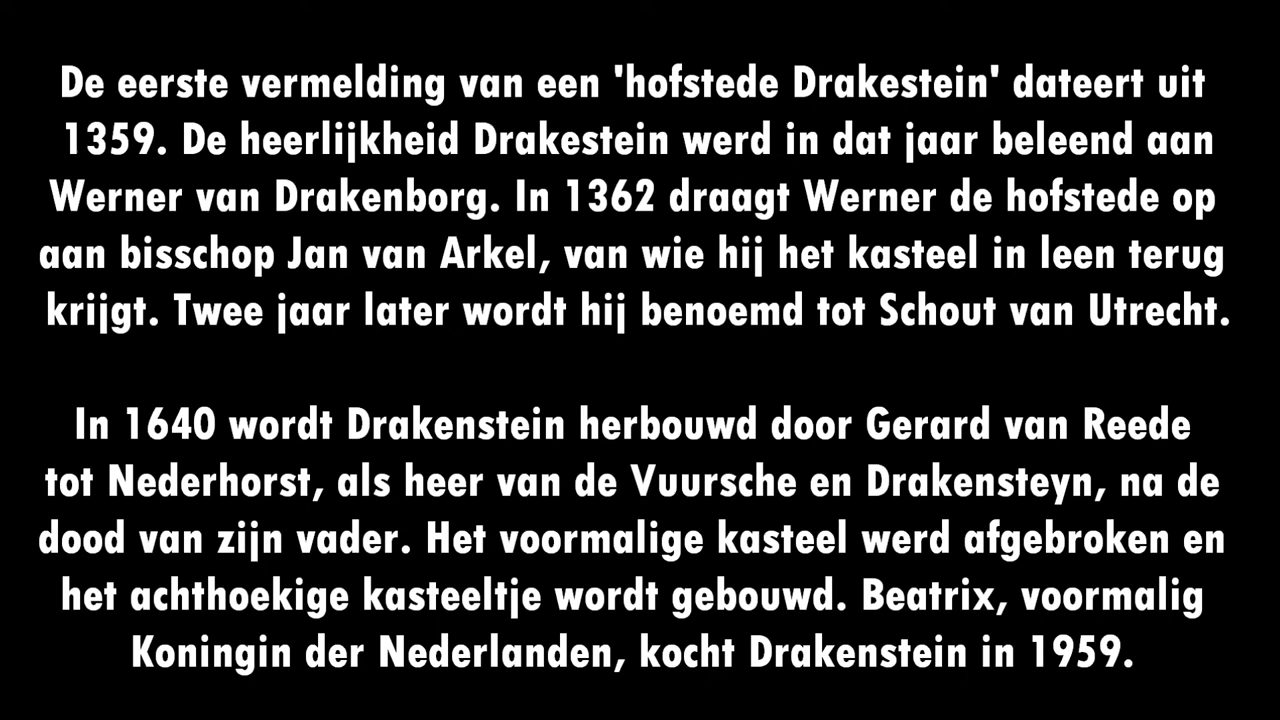 De eerste vermelding van een 'hofstede Drakestein' dateert uit
1359. De heerlijkheid Drakestein werd in dat jaar beleend aan
Werner van Drakenborg. In 1362 draagt Werner de hofstede op
aan bisschop Jan van Arkel, van wie hij het kasteel in leen terug
krijgt. Twee jaar later wordt hij benoemd tot Schout van Utrecht.
In 1640 wordt Drakenstein herbouwd door Gerard van Reede
tot Nederhorst, als heer van de Vuursche en Drakensteyn, na de
dood van zijn vader. Het voormalige kasteel werd afgebroken en
het achthoekige kasteeltje wordt gebouwd. Beatrix, voormalig
Koningin der Nederlanden, kocht Drakenstein in 1959.